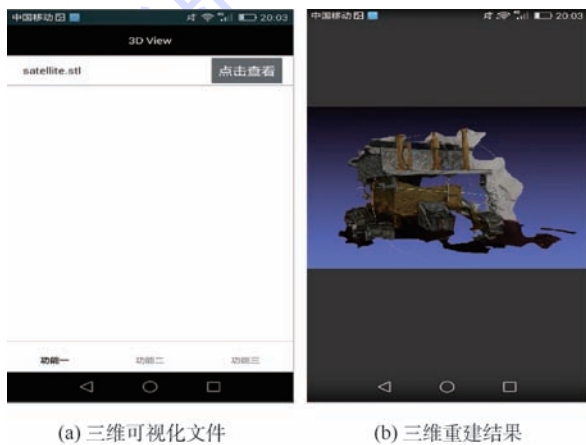 中国移动 20:03
3D View
satellite.stl 点击查看
功能一 功能二 功能三
(a) 三维可视化文件
中国移动 20:03
(b) 三维重建结果